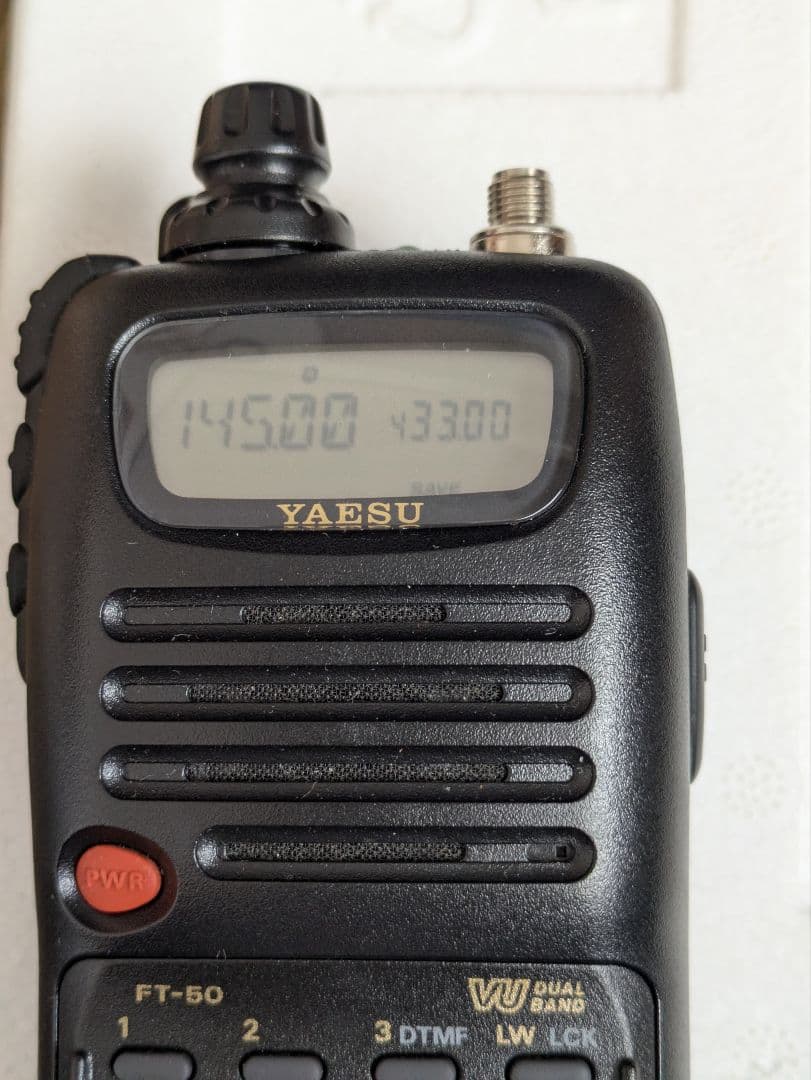 145.00 433.00
SAVE
YAESU
PWR
FT-50 VU DUAL BAND
1 2 3 DTMF LW LCK